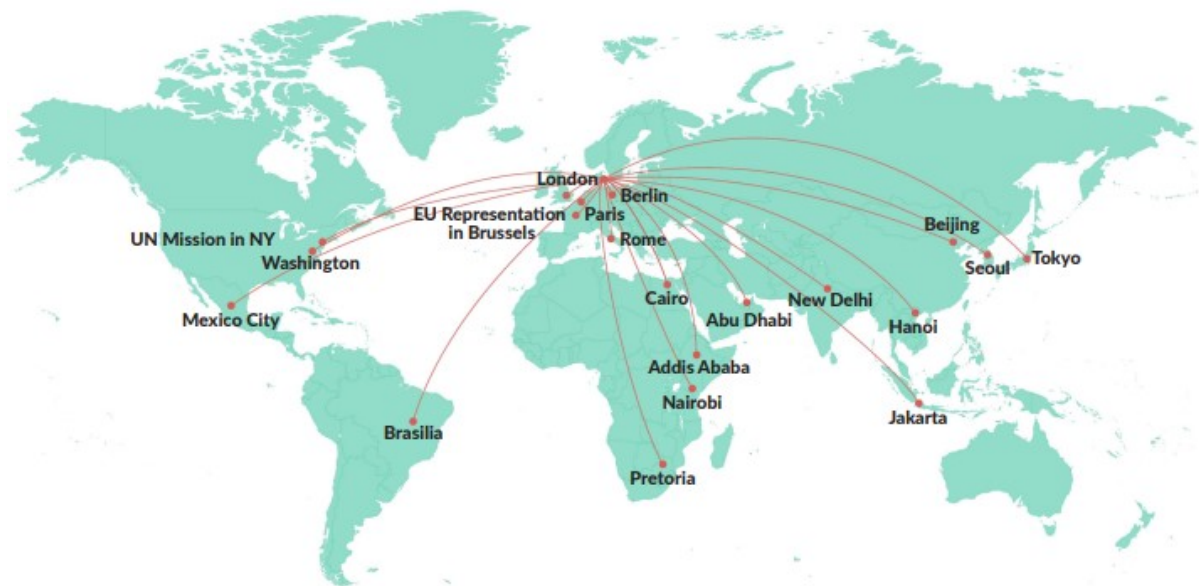 London
Berlin
EU Representation
in Brussels
Paris
UN Mission in NY
Washington
Rome
Beijing
Seoul
Tokyo
Mexico City
Cairo
Abu Dhabi
New Delhi
Hanoi
Addis Ababa
Nairobi
Jakarta
Brasilia
Pretoria